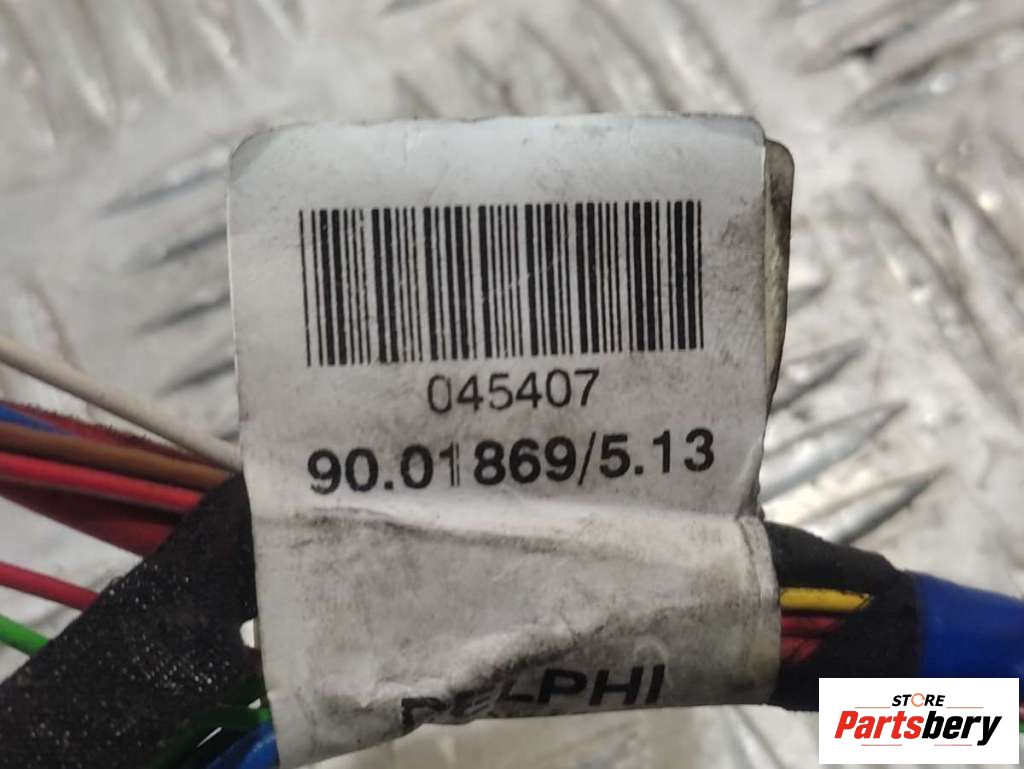 045407
90.01869/5.13
DELPHI
STORE
Partsbery